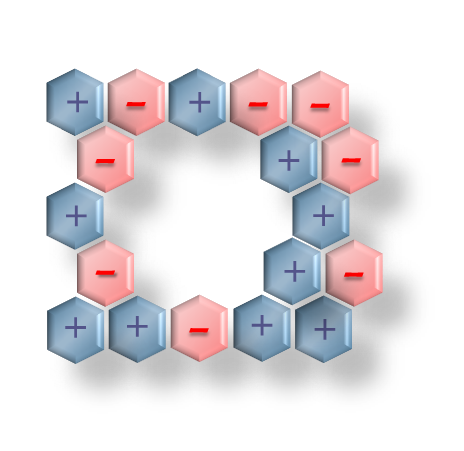 + - + - -
- + -
+ +
- + -
+ + - + +